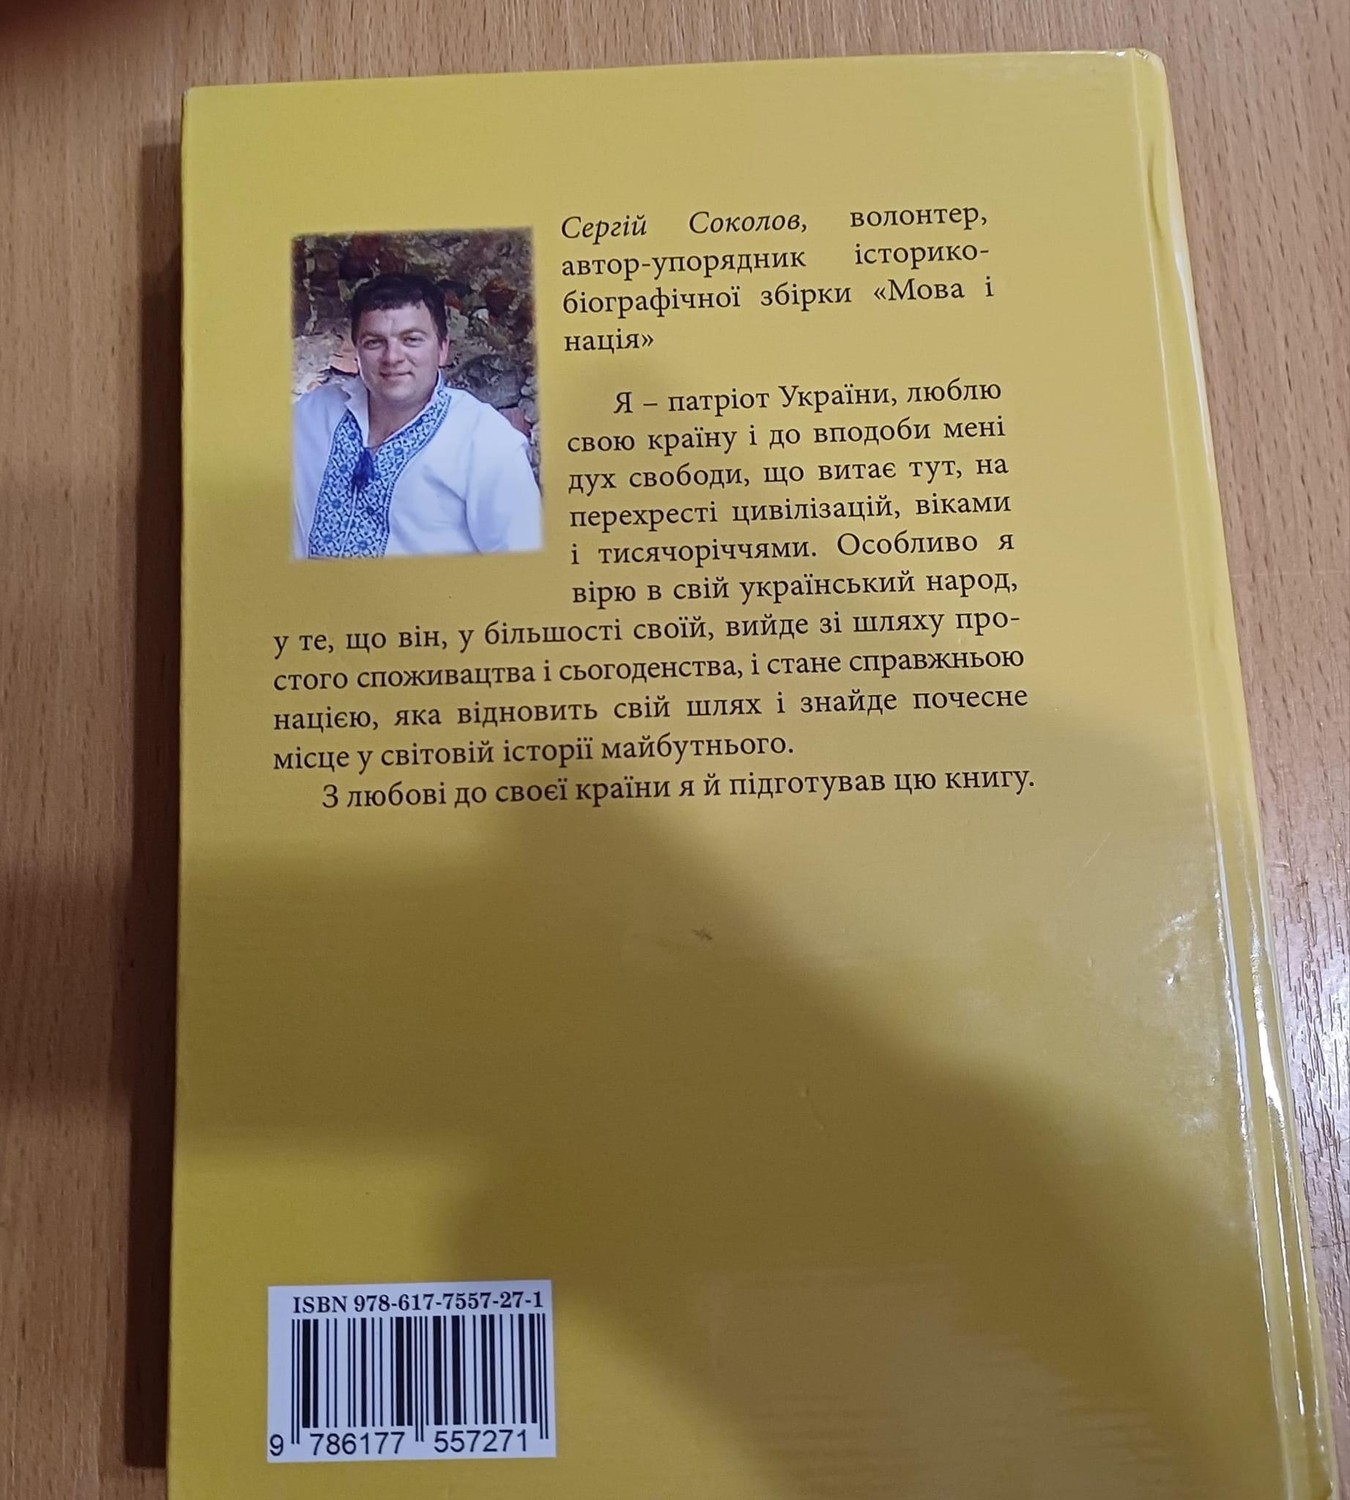 Сергій Соколов, волонтер,
автор-упорядник історико-
біографічної збірки «Мова і
нація»
Я – патріот України, люблю
свою країну і до вподоби мені
дух свободи, що витає тут, на
перехресті цивілізацій, віками
і тисячоріччями. Особливо я
вірю в свій український народ,
у те, що він, у більшості своїй, вийде зі шляху про-
стого споживацтва і сьогоденства, і стане справжньою
нацією, яка відновить свій шлях і знайде почесне
місце у світовій історії майбутнього.
З любові до своєї країни я й підготував цю книгу.
ISBN 978-617-7557-27-1
9 786177 557271